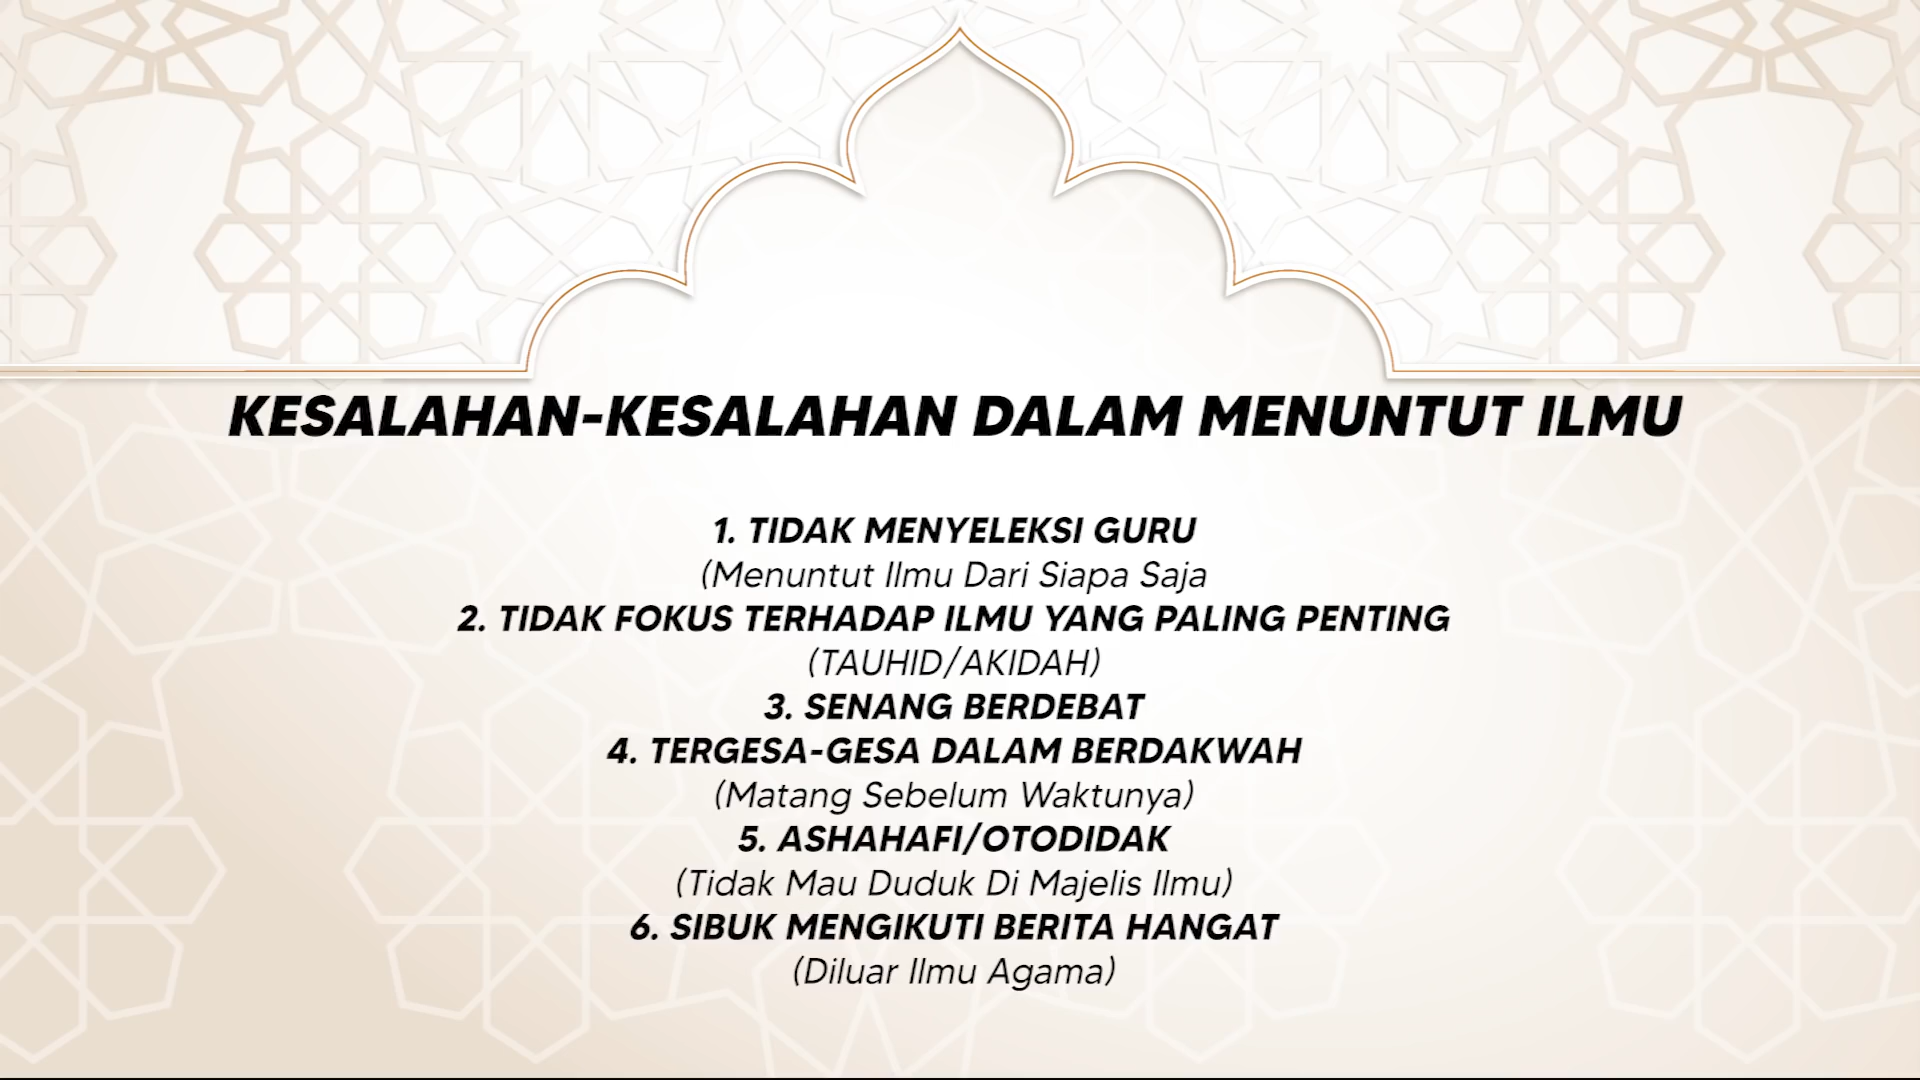 KESALAHAN-KESALAHAN DALAM MENUNTUT ILMU
1. TIDAK MENYELEKSI GURU
(Menuntut Ilmu Dari Siapa Saja
2. TIDAK FOKUS TERHADAP ILMU YANG PALING PENTING
(TAUHID/AKIDAH)
3. SENANG BERDEBAT
4. TERGESA-GESA DALAM BERDAKWAH
(Matang Sebelum Waktunya)
5. ASHAHAFI/OTODIDAK
(Tidak Mau Duduk Di Majelis Ilmu)
6. SIBUK MENGIKUTI BERITA HANGAT
(Diluar Ilmu Agama)